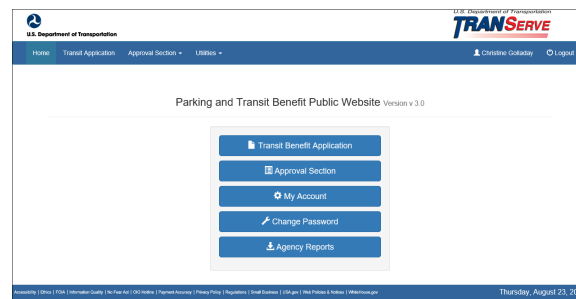 U.S. Department of Transportation
U.S. Department of Transportation
TRANSERVE
Home Transit Application Approval Section Utilities Christine Golladay Logout
Parking and Transit Benefit Public Website Version v 3.0
Transit Benefit Application
Approval Section
My Account
Change Password
Agency Reports
Accessibility | Ethics | FOIA | Information Quality | No Fear Act | OIG Hotline | Payment Accuracy | Privacy Policy | Regulations | Small Business | USA.gov | Web Policies & Notices | WhiteHouse.gov
Thursday, August 23, 20